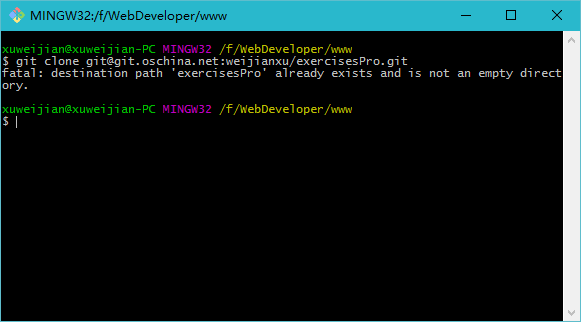 MINGW32:/f/WebDeveloper/www
xuweijian@xuweijian-PC MINGW32 /f/WebDeveloper/www
$ git clone git@git.oschina.net:weijianxu/exercisesPro.git
fatal: destination path 'exercisesPro' already exists and is not an empty direct
ory.
xuweijian@xuweijian-PC MINGW32 /f/WebDeveloper/www
$